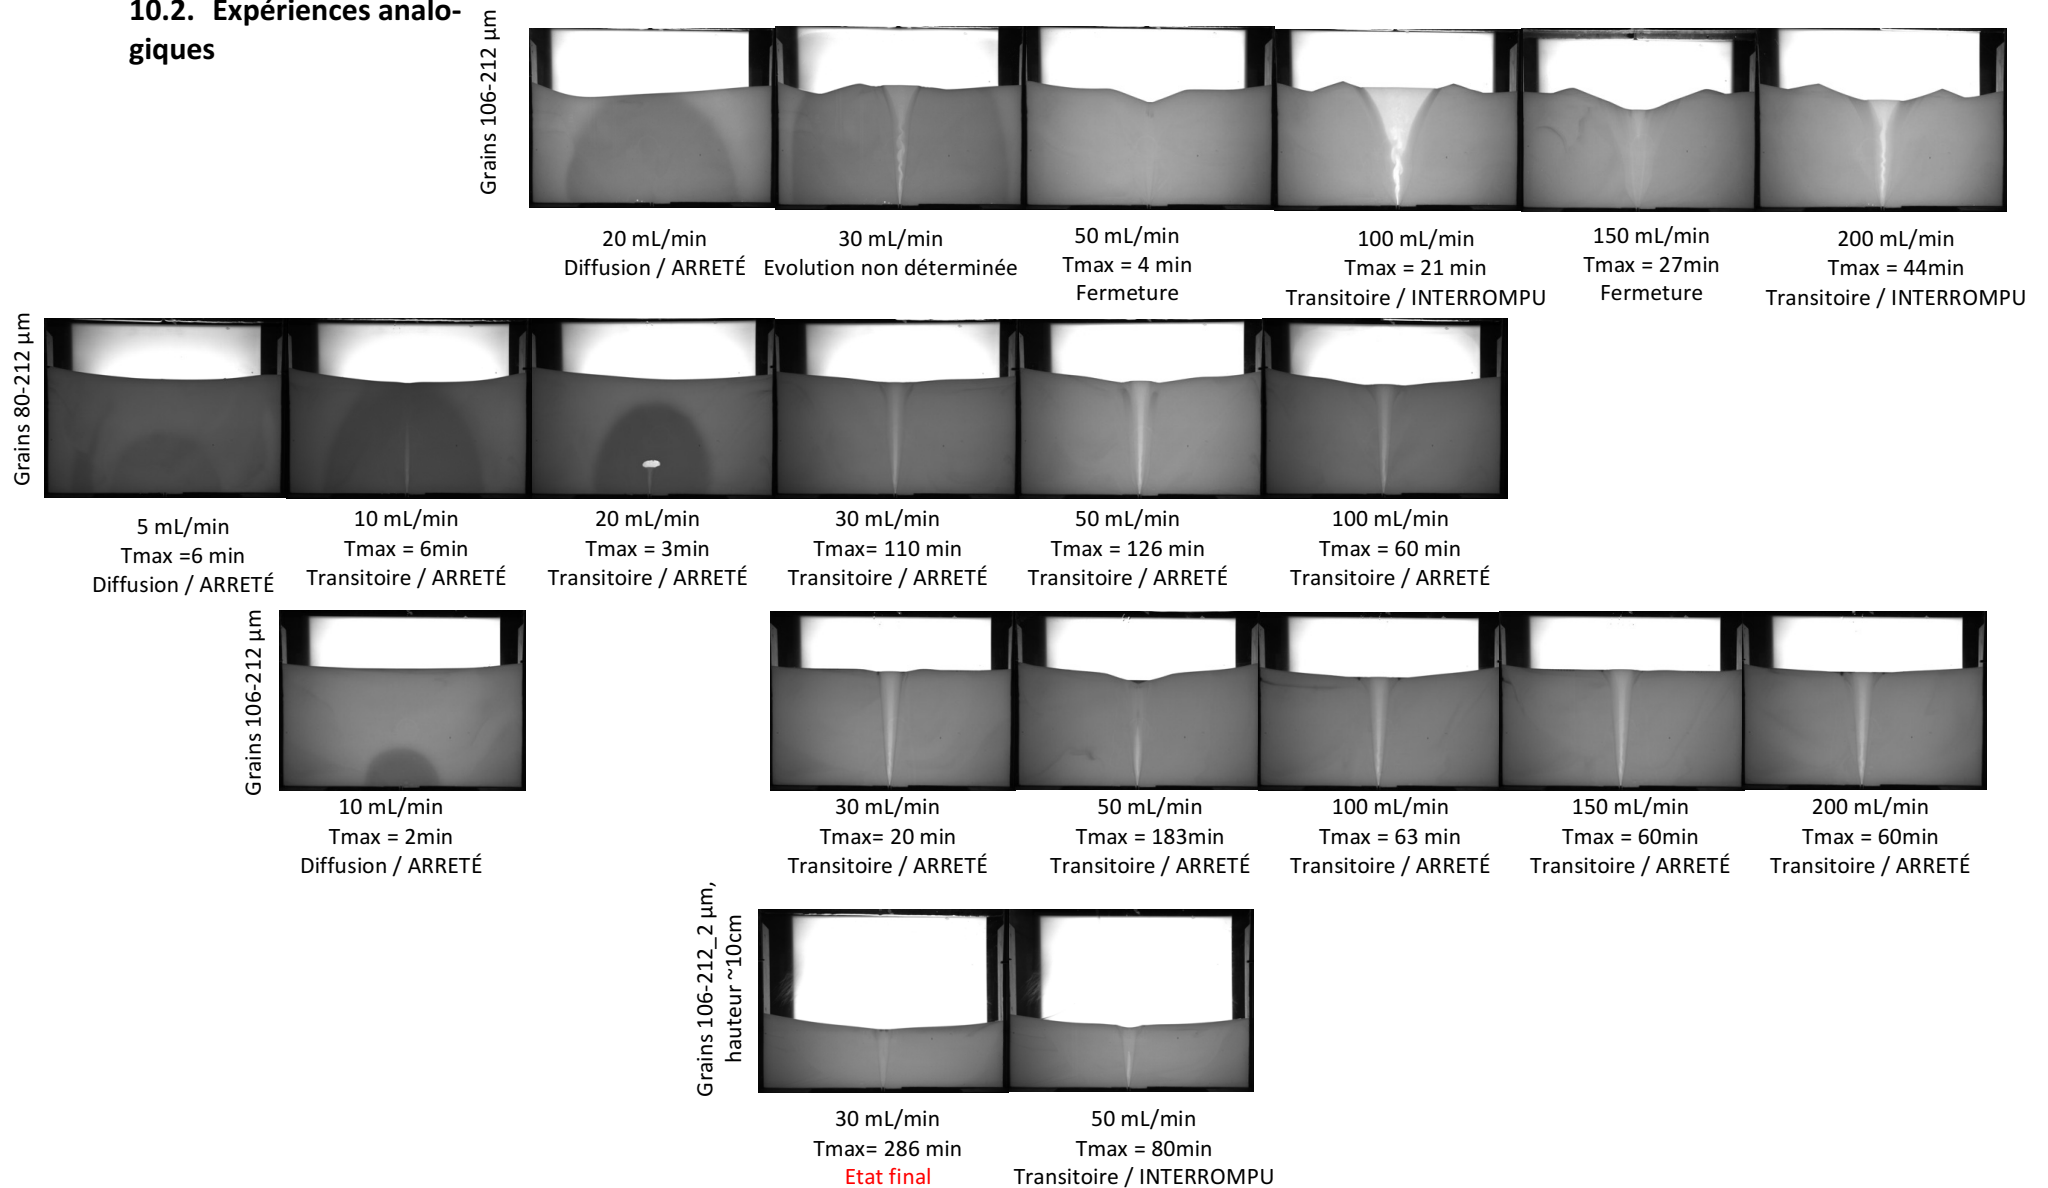 10.2. Expériences analo-
giques
Grains 106-212 µm
20 mL/min
Diffusion / ARRETÉ
30 mL/min
Evolution non déterminée
50 mL/min
Tmax = 4 min
Fermeture
100 mL/min
Tmax = 21 min
Transitoire / INTERROMPU
150 mL/min
Tmax = 27min
Fermeture
200 mL/min
Tmax = 44min
Transitoire / INTERROMPU
Grains 80-212 µm
5 mL/min
Tmax =6 min
Diffusion / ARRETÉ
10 mL/min
Tmax = 6min
Transitoire / ARRETÉ
20 mL/min
Tmax = 3min
Transitoire / ARRETÉ
30 mL/min
Tmax= 110 min
Transitoire / ARRETÉ
50 mL/min
Tmax = 126 min
Transitoire / ARRETÉ
100 mL/min
Tmax = 60 min
Transitoire / ARRETÉ
Grains 106-212 µm
10 mL/min
Tmax = 2min
Diffusion / ARRETÉ
30 mL/min
Tmax= 20 min
Transitoire / ARRETÉ
50 mL/min
Tmax = 183min
Transitoire / ARRETÉ
100 mL/min
Tmax = 63 min
Transitoire / ARRETÉ
150 mL/min
Tmax = 60min
Transitoire / ARRETÉ
200 mL/min
Tmax = 60min
Transitoire / ARRETÉ
Grains 106-212_2 µm,
hauteur ~10cm
30 mL/min
Tmax= 286 min
Etat final
50 mL/min
Tmax = 80min
Transitoire / INTERROMPU